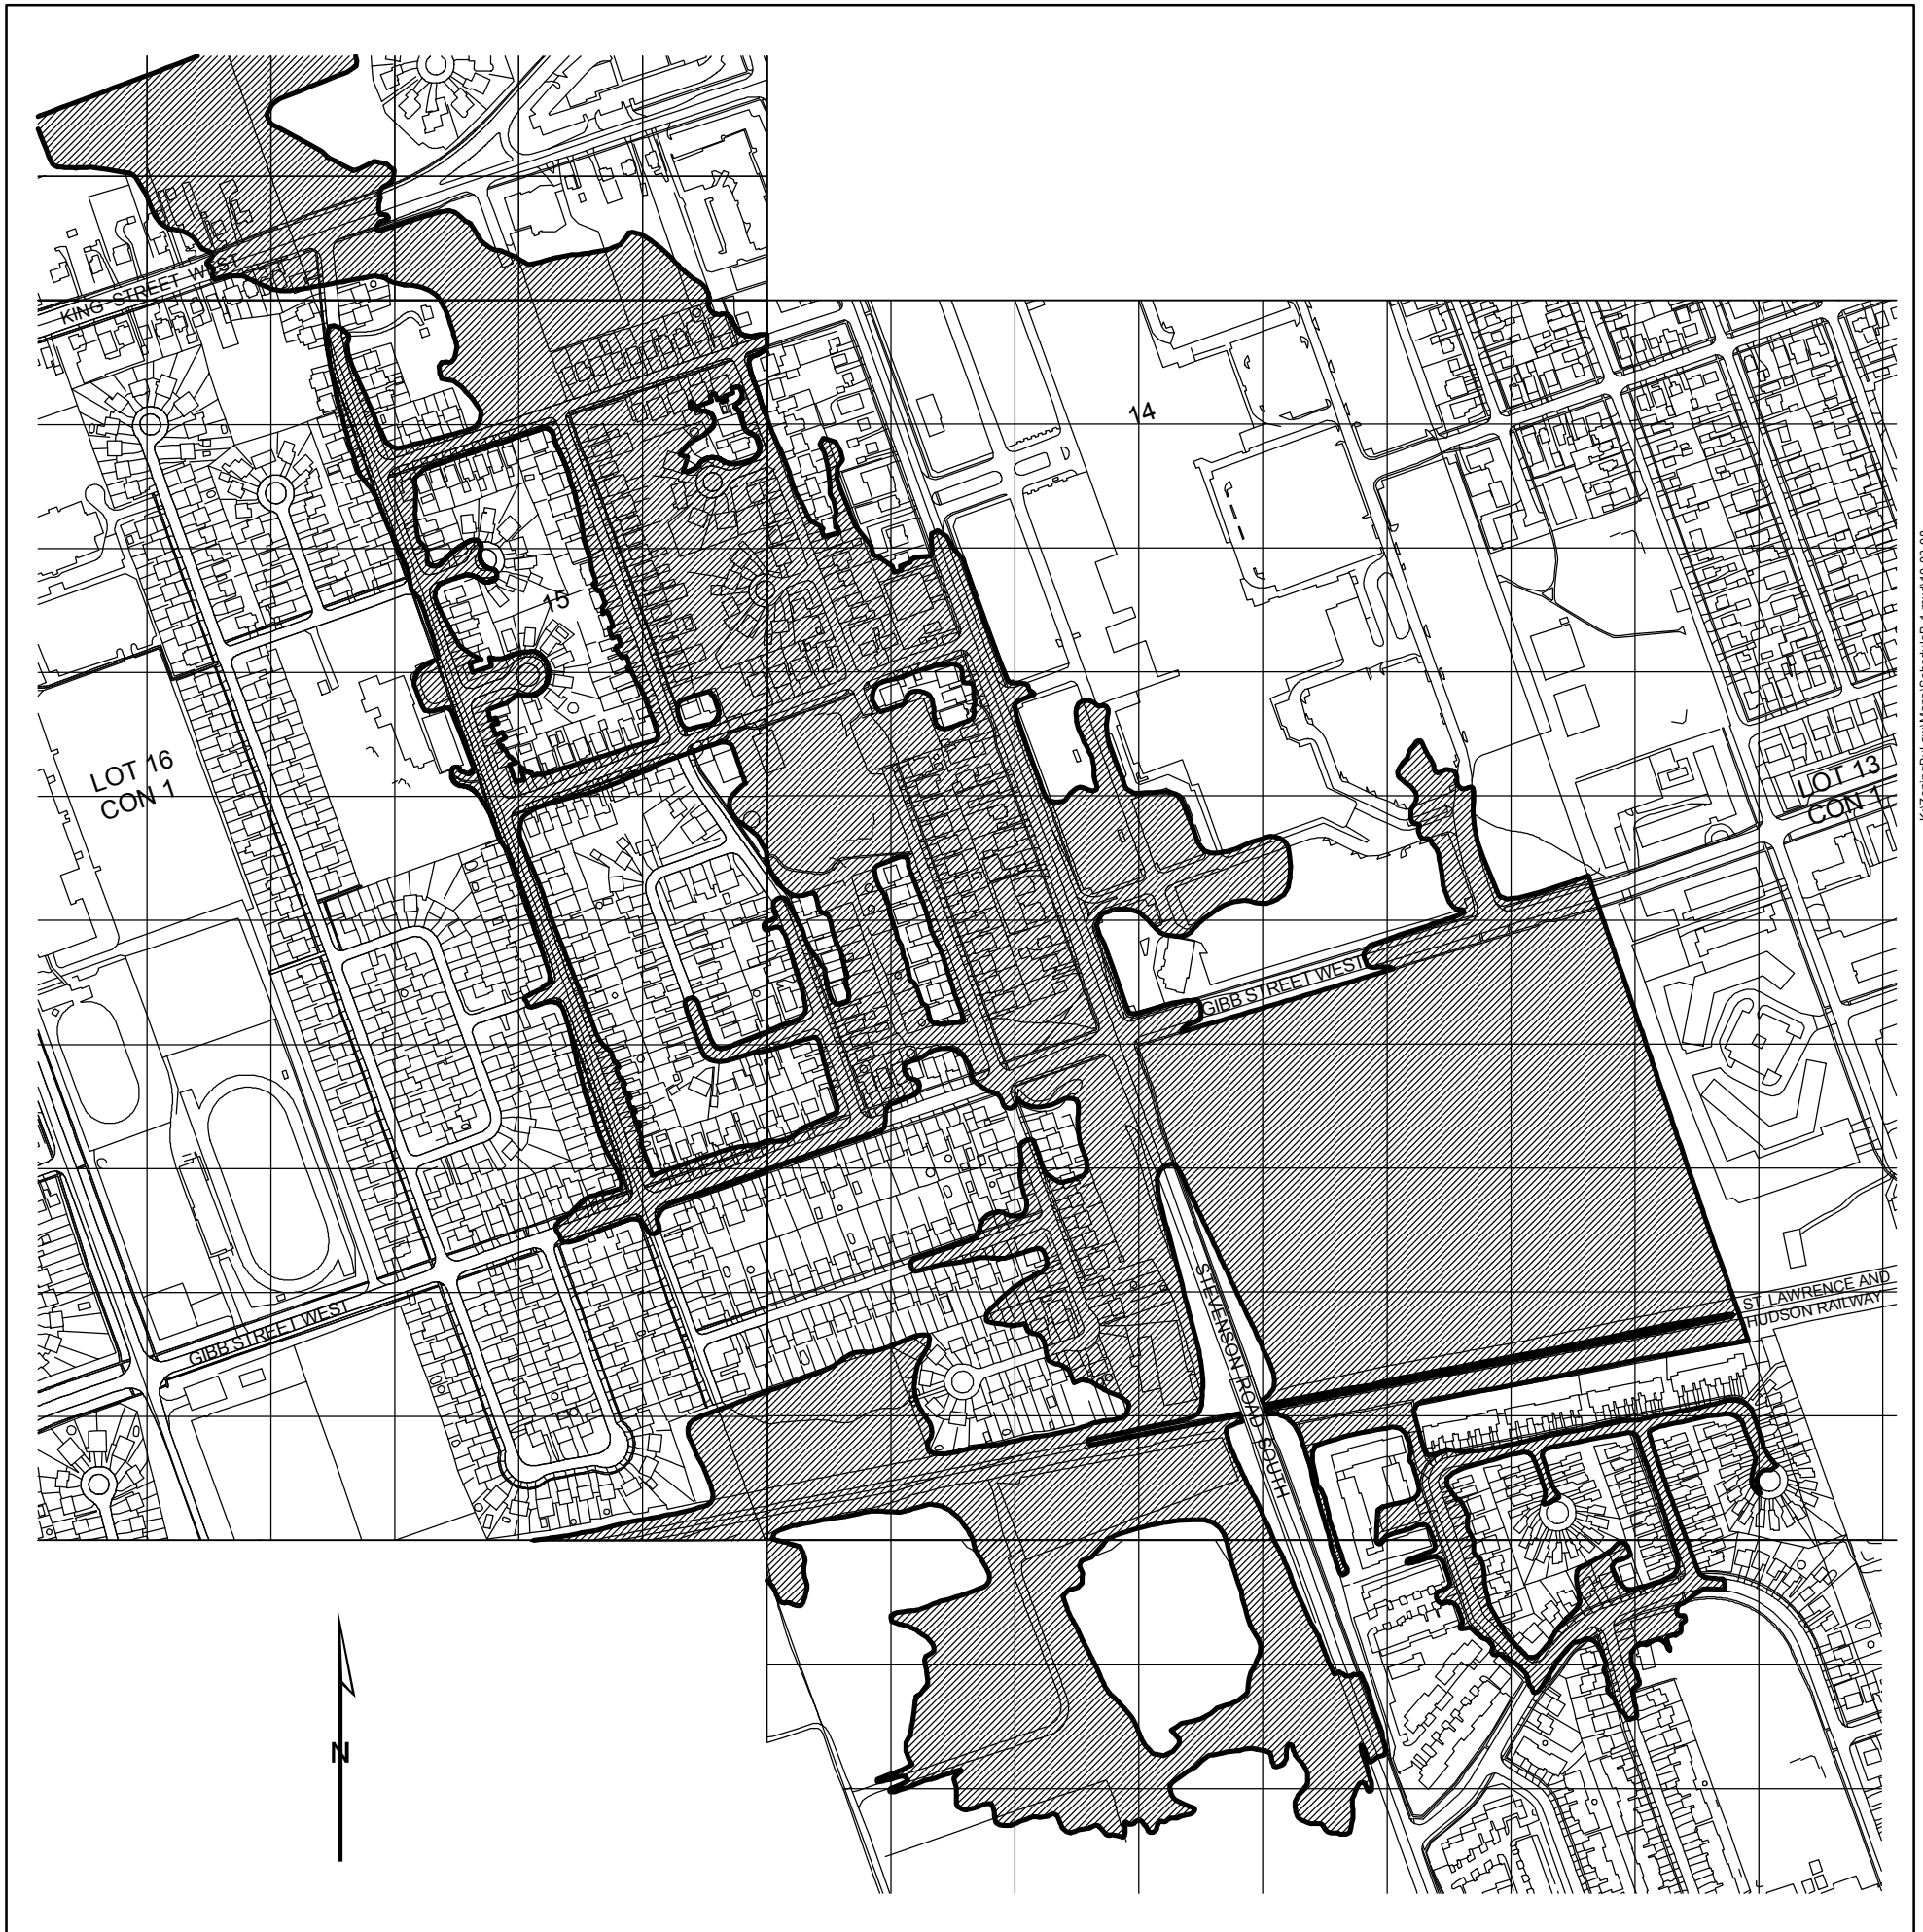 KING STREET WEST
14
15
LOT 16
CON 1
LOT 13
CON 1
GIBB STREET WEST
ST. LAWRENCE AND
HUDSON RAILWAY
STEVENSON ROAD SOUTH
GIBB STREET WEST
N